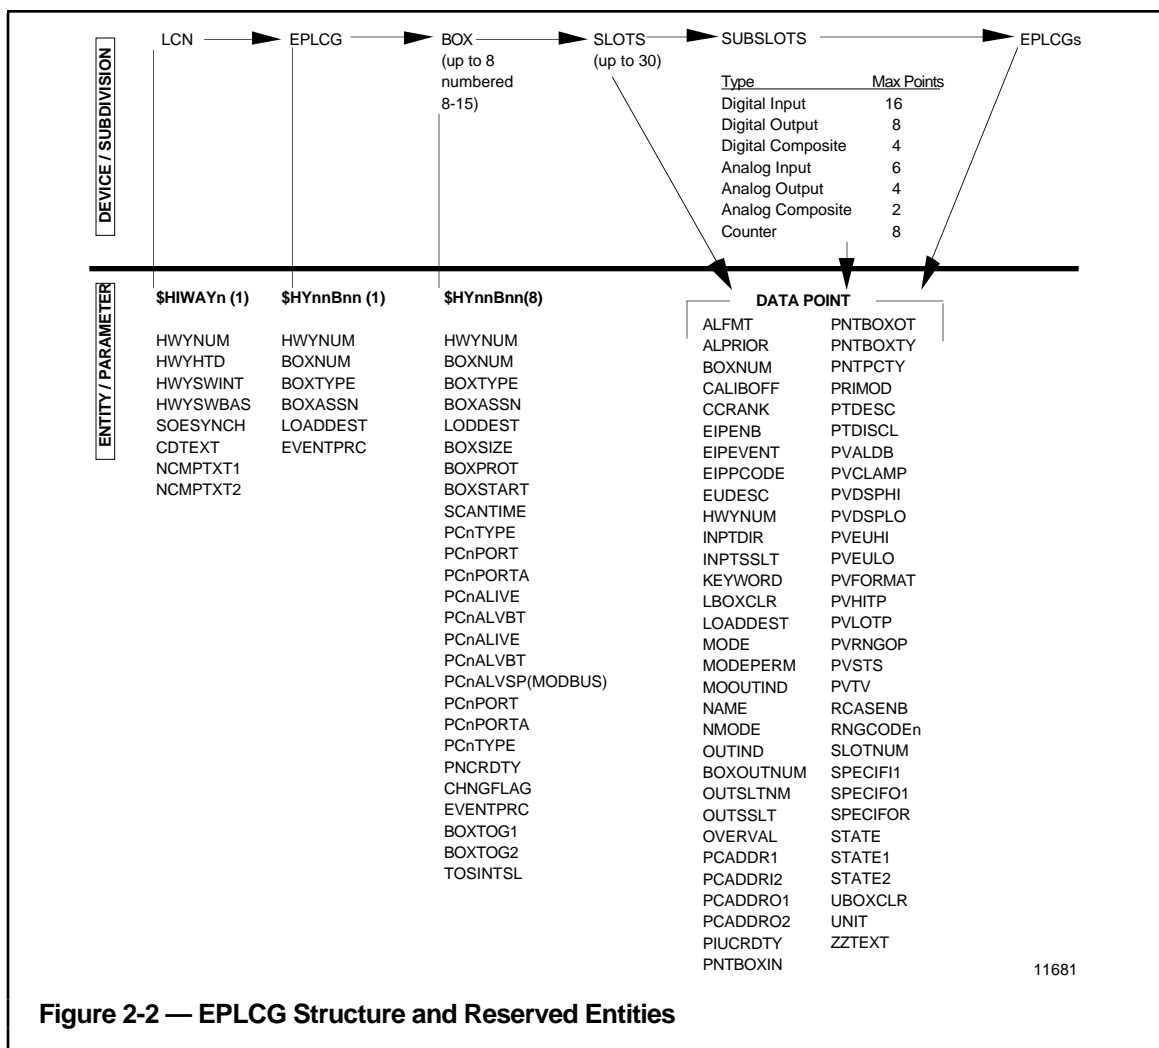 DEVICE / SUBDIVISION
LCN EPLCG BOX SLOTS SUBSLOTS EPLCGs
(up to 8 (up to 30)
numbered
8-15)
Type Max Points
Digital Input 16
Digital Output 8
Digital Composite 4
Analog Input 6
Analog Output 4
Analog Composite 2
Counter 8
ENTITY / PARAMETER
$HIWAYn (1)
HWYNUM
HWYHTD
HWYSWINT
HWYSWBAS
SOESYNCH
CDTEXT
NCMPTXT1
NCMPTXT2
$HYnnBnn (1)
HWYNUM
BOXNUM
BOXTYPE
BOXASSN
LOADDEST
EVENTPRC
$HYnnBnn(8)
HWYNUM
BOXNUM
BOXTYPE
BOXASSN
LODDEST
BOXSIZE
BOXPROT
BOXSTART
SCANTIME
PCnTYPE
PCnPORT
PCnPORTA
PCnALIVE
PCnALVBT
PCnALIVE
PCnALVBT
PCnALVSP(MODBUS)
PCnPORT
PCnPORTA
PCnTYPE
PNCRDTY
CHNGFLAG
EVENTPRC
BOXTOG1
BOXTOG2
TOSINTSL
DATA POINT
ALFMT
ALPRIOR
BOXNUM
CALIBOFF
CCRANK
EIPENB
EIPEVENT
EIPPCODE
EUDESC
HWYNUM
INPTDIR
INPTSSLT
KEYWORD
LBOXCLR
LOADDEST
MODE
MODEPERM
MOOUTIND
NAME
NMODE
OUTIND
BOXOUTNUM
OUTSLTNM
OUTSSLT
OVERVAL
PCADDR1
PCADDRI2
PCADDRO1
PCADDRO2
PIUCRDTY
PNTBOXIN
PNTBOXOT
PNTBOXTY
PNTPCTY
PRIMOD
PTDESC
PTDISCL
PVALDB
PVCLAMP
PVDSPHI
PVDSPLO
PVEUHI
PVEULO
PVFORMAT
PVHITP
PVLOTP
PVRNGOP
PVSTS
PVTV
RCASENB
RNGCODEn
SLOTNUM
SPECIFI1
SPECIFO1
SPECIFOR
STATE
STATE1
STATE2
UBOXCLR
UNIT
ZZTEXT
11681
Figure 2-2 — EPLCG Structure and Reserved Entities